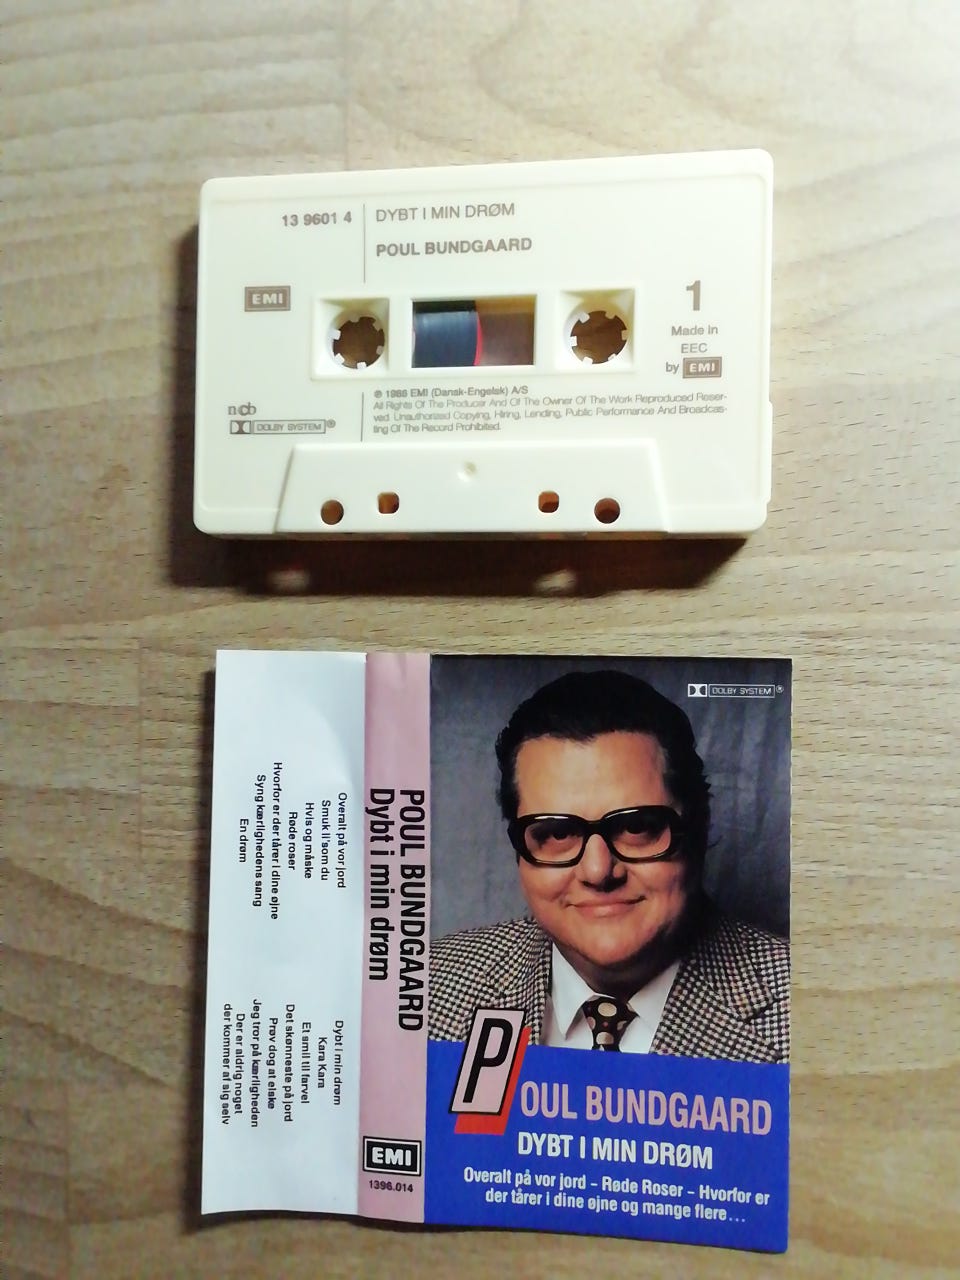 13 9601 4
DYBT I MIN DRØM
POUL BUNDGAARD
EMI
1
Made in
EEC
by EMI
ncb
DOLBY SYSTEM®
℗ 1986 EMI (Dansk-Engelsk) A/S
All Rights Of The Producer And Of The Owner Of The Work Reproduced Reser-
ved. Unauthorized Copying, Hiring, Lending, Public Performance And Broadcas-
ting Of The Record Prohibited.
Overalt på vor jord
Smuk li'som du
Hvis og måske
Røde roser
Hvorfor er der tårer i dine øjne
Syng kærlighedens sang
En drøm
Dybt i min drøm
Kara Kara
Et smil til farvel
Det skønneste på jord
Prøv dog at elske
Jeg tror på kærligheden
Der er aldrig noget
der kommer af sig selv
POUL BUNDGAARD
Dybt i min drøm
EMI
1396.014
DOLBY SYSTEM®
POUL BUNDGAARD
DYBT I MIN DRØM
Overalt på vor jord – Røde Roser – Hvorfor er
der tårer i dine øjne og mange flere...